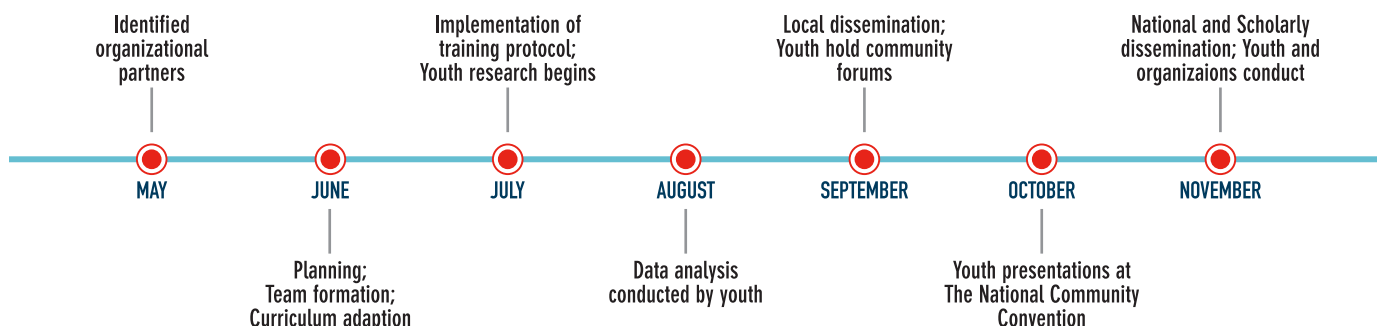 Identified
organizational
partners
Implementation of
training protocol;
Youth research begins
Local dissemination;
Youth hold community
forums
National and Scholarly
dissemination; Youth and
organizaions conduct
MAY
JUNE
JULY
AUGUST
SEPTEMBER
OCTOBER
NOVEMBER
Planning;
Team formation;
Curriculum adaption
Data analysis
conducted by youth
Youth presentations at
The National Community
Convention